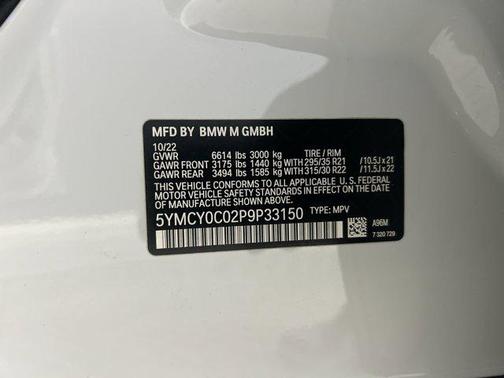 MFD BY BMW M GMBH
10/22
GVWR 6614 lbs 3000 kg TIRE / RIM
GAWR FRONT 3175 lbs 1440 kg WITH 295/35 R21 /10.5J x 21
GAWR REAR 3494 lbs 1585 kg WITH 315/30 R22 /11.5J x 22
THIS VEHICLE CONFORMS TO ALL APPLICABLE U.S. FEDERAL
MOTOR VEHICLE SAFETY STANDARDS IN EFFECT ON THE
DATE OF MANUFACTURE SHOWN ABOVE.
5YMCY0C02P9P33150 TYPE: MPV
A96M
7 320 729